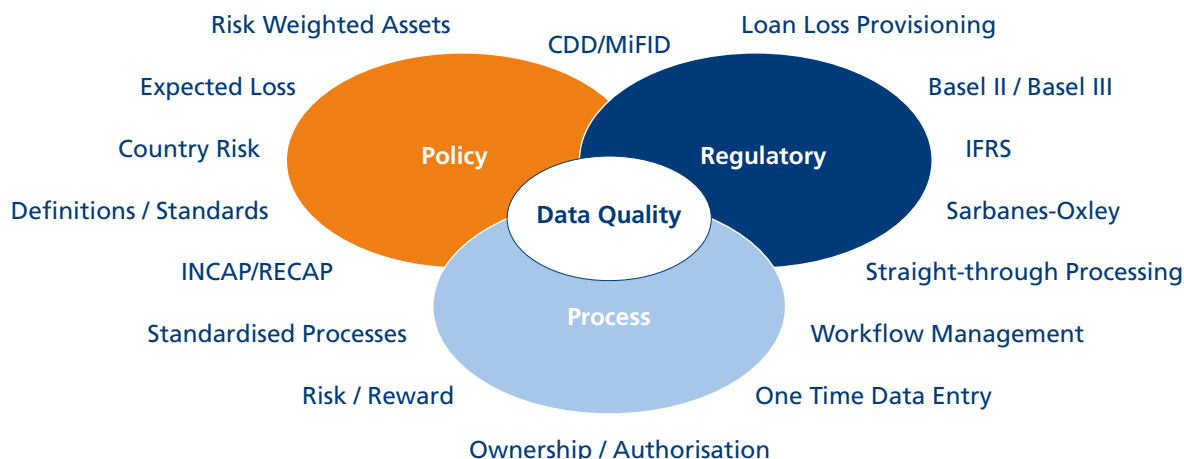 Risk Weighted Assets
CDD/MiFID
Loan Loss Provisioning
Expected Loss
Basel II / Basel III
Country Risk
Policy
Regulatory
IFRS
Definitions / Standards
Data Quality
Sarbanes-Oxley
INCAP/RECAP
Straight-through Processing
Process
Standardised Processes
Workflow Management
Risk / Reward
One Time Data Entry
Ownership / Authorisation